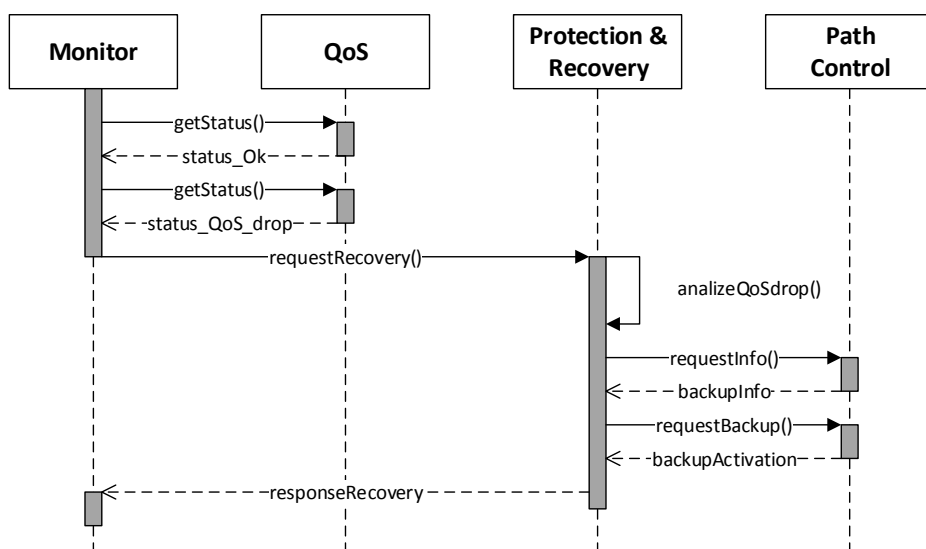 Monitor
QoS
Protection &
Recovery
Path
Control
getStatus()
status_Ok
getStatus()
status_QoS_drop
requestRecovery()
analizeQoSdrop()
requestInfo()
backupInfo
requestBackup()
backupActivation
responseRecovery